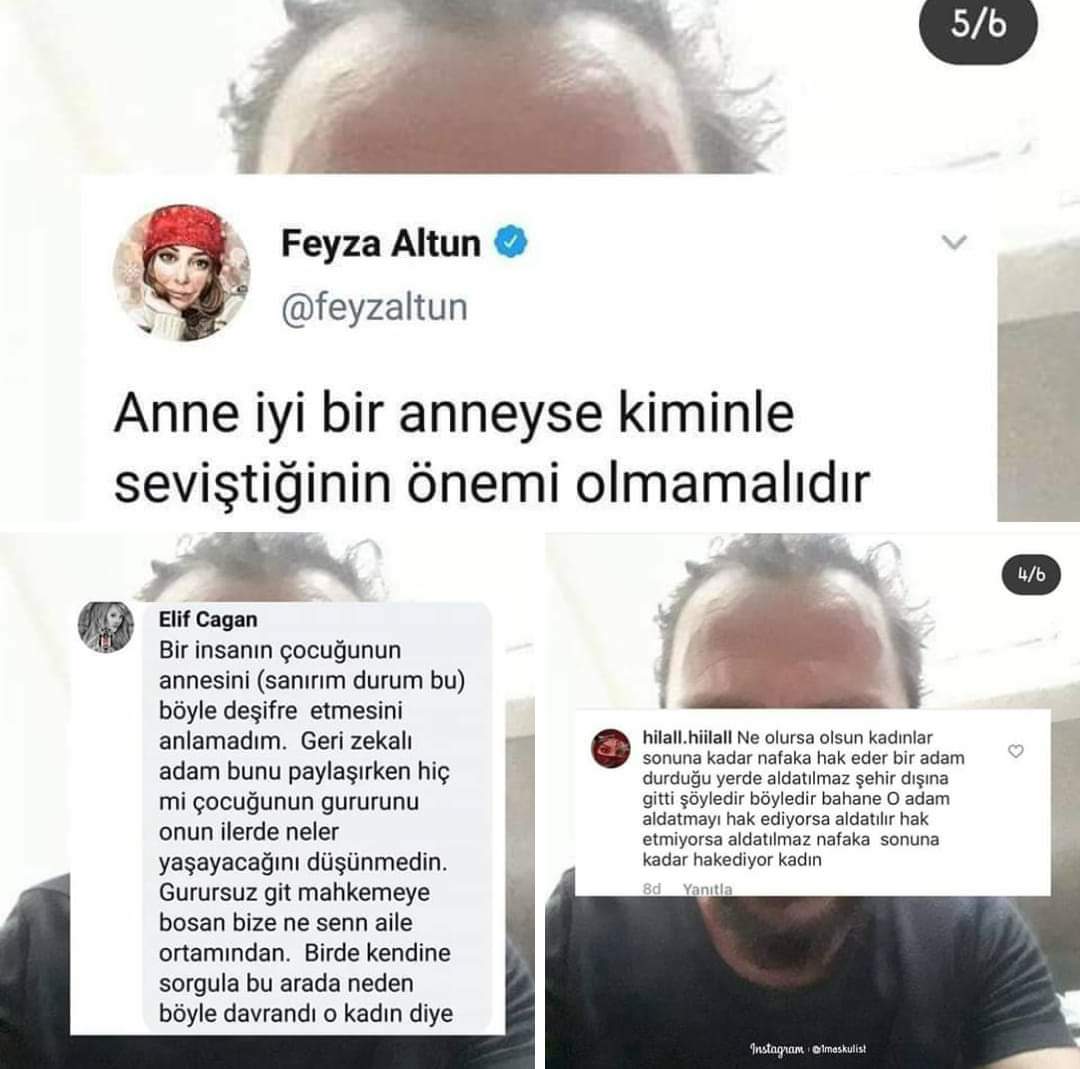 5/6
Feyza Altun
@feyzaltun
Anne iyi bir anneyse kiminle
seviştiğinin önemi olmamalıdır
Elif Cagan
Bir insanın çocuğunun
annesini (sanırım durum bu)
böyle deşifre etmesini
anlamadım. Geri zekalı
adam bunu paylaşırken hiç
mi çocuğunun gururunu
onun ilerde neler
yaşayacağını düşünmedin.
Gurursuz git mahkemeye
bosan bize ne senn aile
ortamından. Birde kendine
sorgula bu arada neden
böyle davrandı o kadın diye
4/6
hilall.hiilall Ne olursa olsun kadınlar
sonuna kadar nafaka hak eder bir adam
durduğu yerde aldatılmaz şehir dışına
gitti şöyledir böyledir bahane O adam
aldatmayı hak ediyorsa aldatılır hak
etmiyorsa aldatılmaz nafaka sonuna
kadar hakediyor kadın
8d Yanıtla
Instagram : @1maskulist